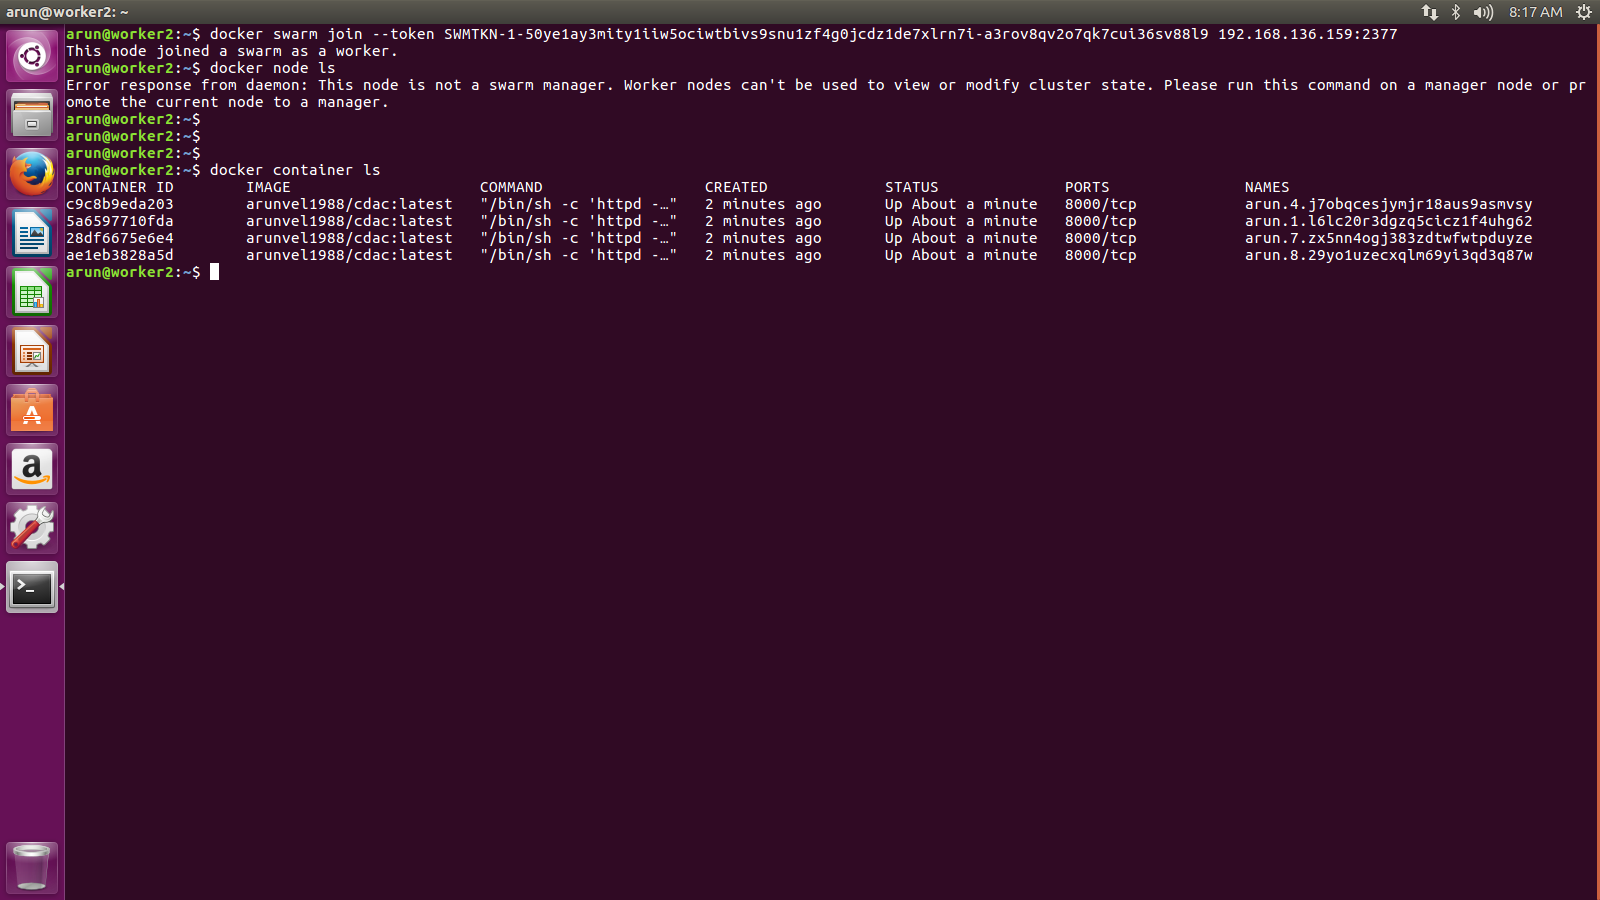 arun@worker2: ~
8:17 AM
arun@worker2:~$ docker swarm join --token SWMTKN-1-50ye1ay3mity1iiw5ociwtbivs9snu1zf4g0jcdz1de7xlrn7i-a3rov8qv2o7qk7cui36sv88l9 192.168.136.159:2377
This node joined a swarm as a worker.
arun@worker2:~$ docker node ls
Error response from daemon: This node is not a swarm manager. Worker nodes can't be used to view or modify cluster state. Please run this command on a manager node or pr
omote the current node to a manager.
arun@worker2:~$
arun@worker2:~$
arun@worker2:~$
arun@worker2:~$ docker container ls
CONTAINER ID        IMAGE                     COMMAND                  CREATED             STATUS              PORTS               NAMES
c9c8b9eda203        arunvel1988/cdac:latest   "/bin/sh -c 'httpd -…"   2 minutes ago       Up About a minute   8000/tcp            arun.4.j7obqcesjymjr18aus9asmvsy
5a6597710fda        arunvel1988/cdac:latest   "/bin/sh -c 'httpd -…"   2 minutes ago       Up About a minute   8000/tcp            arun.1.l6lc20r3dgzq5cicz1f4uhg62
28df6675e6e4        arunvel1988/cdac:latest   "/bin/sh -c 'httpd -…"   2 minutes ago       Up About a minute   8000/tcp            arun.7.zx5nn4ogj383zdtwfwtpduyze
ae1eb3828a5d        arunvel1988/cdac:latest   "/bin/sh -c 'httpd -…"   2 minutes ago       Up About a minute   8000/tcp            arun.8.29yo1uzecxqlm69yi3qd3q87w
arun@worker2:~$